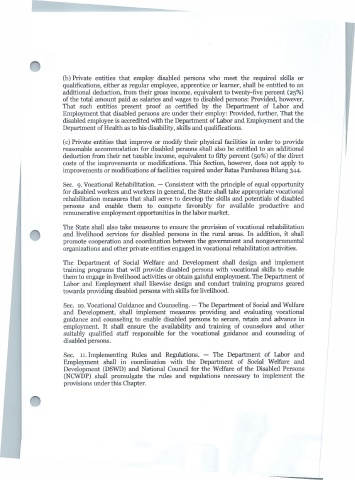 (b) Private entities that employ disabled persons who meet the required skills or
qualifications, either as regular employee, apprentice or learner, shall be entitled to an
additional deduction, from their gross income, equivalent to twenty-five percent (25%)
of the total amount paid as salaries and wages to disabled persons: Provided, however,
That such entities present proof as certified by the Department of Labor and
Employment that disabled persons are under their employ: Provided, further, That the
disabled employee is accredited with the Department of Labor and Employment and the
Department of Health as to his disability, skills and qualifications.
(c) Private entities that improve or modify their physical facilities in order to provide
reasonable accommodation for disabled persons shall also be entitled to an additional
deduction from their net taxable income, equivalent to fifty percent (50%) of the direct
costs of the improvements or modifications. This Section, however, does not apply to
improvements or modifications of facilities required under Batas Pambansa Bilang 344.
Sec. 9. Vocational Rehabilitation. — Consistent with the principle of equal opportunity
for disabled workers and workers in general, the State shall take appropriate vocational
rehabilitation measures that shall serve to develop the skills and potentials of disabled
persons and enable them to compete favorably for available productive and
remunerative employment opportunities in the labor market.
The State shall also take measures to ensure the provision of vocational rehabilitation
and livelihood services for disabled persons in the rural areas. In addition, it shall
promote cooperation and coordination between the government and nongovernmental
organizations and other private entities engaged in vocational rehabilitation activities.
The Department of Social Welfare and Development shall design and implement
training programs that will provide disabled persons with vocational skills to enable
them to engage in livelihood activities or obtain gainful employment. The Department of
Labor and Employment shall likewise design and conduct training programs geared
towards providing disabled persons with skills for livelihood.
Sec. 10. Vocational Guidance and Counseling. — The Department of Social and Welfare
and Development, shall implement measures providing and evaluating vocational
guidance and counseling to enable disabled persons to secure, retain and advance in
employment. It shall ensure the availability and training of counselors and other
suitably qualified staff responsible for the vocational guidance and counseling of
disabled persons.
Sec. 11. Implementing Rules and Regulations. — The Department of Labor and
Employment shall in coordination with the Department of Social Welfare and
Development (DSWD) and National Council for the Welfare of the Disabled Persons
(NCWDP) shall promulgate the rules and regulations necessary to implement the
provisions under this Chapter.